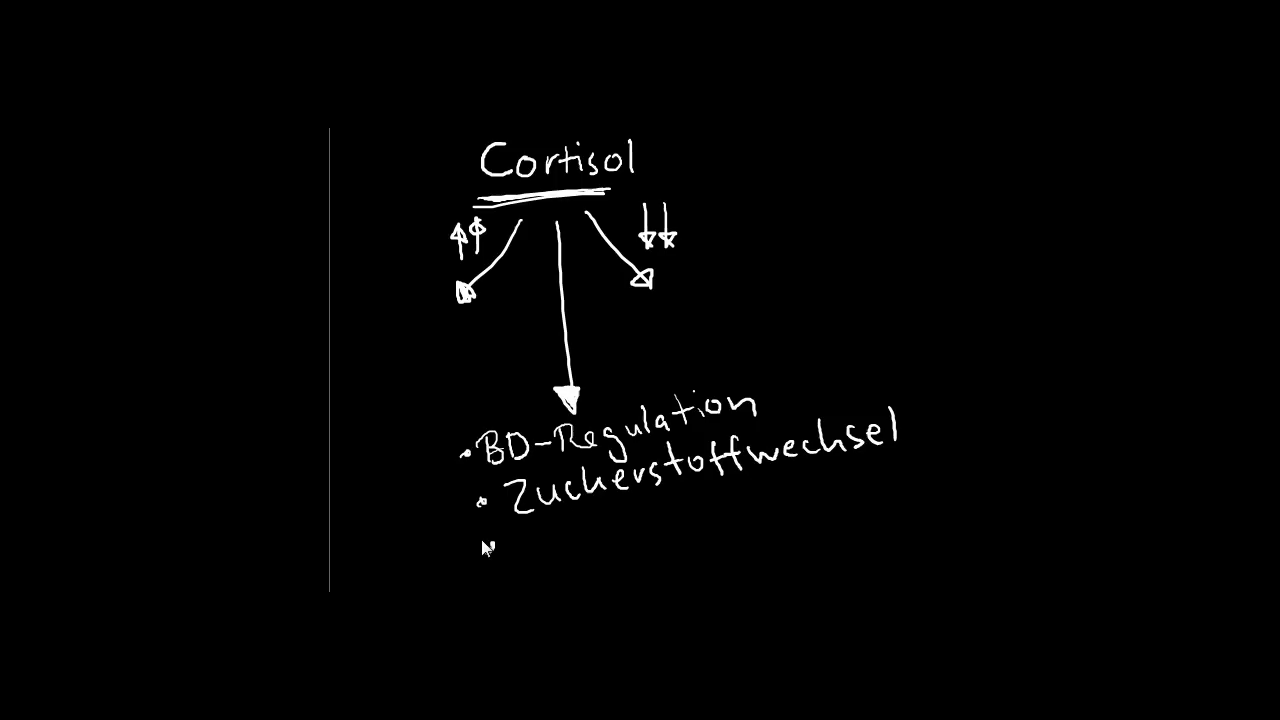 Cortisol
↑↑ ↓↓
• BD-Regulation
• Zuckerstoffwechsel
•